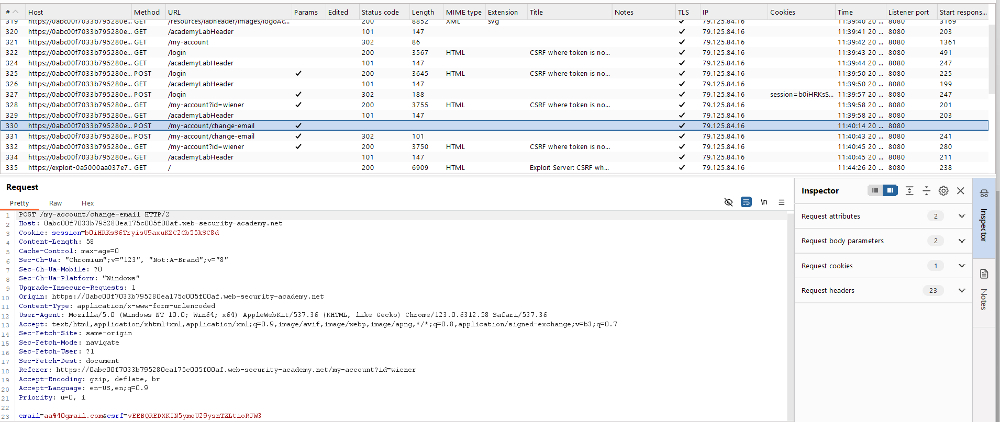 # Host Method URL Params Edited Status code Length MIME type Extension Title Notes TLS IP Cookies Time Listener port Start respons...
319 https://0abc00f7033b795280e... GET /resources/labheader/images/logoAc... 200 8852 XML svg ✓ 79.125.84.16 11:39:40 20 ... 8080 3169
320 https://0abc00f7033b795280e... GET /academyLabHeader 101 147 ✓ 79.125.84.16 11:39:41 20 ... 8080 203
321 https://0abc00f7033b795280e... GET /my-account 302 86 ✓ 79.125.84.16 11:39:42 20 ... 8080 1361
322 https://0abc00f7033b795280e... GET /login 200 3567 HTML CSRF where token is no... ✓ 79.125.84.16 11:39:43 20 ... 8080 491
324 https://0abc00f7033b795280e... GET /academyLabHeader 101 147 ✓ 79.125.84.16 11:39:44 20 ... 8080 247
325 https://0abc00f7033b795280e... POST /login ✓ 200 3645 HTML CSRF where token is no... ✓ 79.125.84.16 11:39:50 20 ... 8080 225
326 https://0abc00f7033b795280e... GET /academyLabHeader 101 147 ✓ 79.125.84.16 11:39:50 20 ... 8080 199
327 https://0abc00f7033b795280e... POST /login ✓ 302 188 ✓ 79.125.84.16 session=b0iHRKsS... 11:39:57 20 ... 8080 247
328 https://0abc00f7033b795280e... GET /my-account?id=wiener ✓ 200 3755 HTML CSRF where token is no... ✓ 79.125.84.16 11:39:58 20 ... 8080 201
329 https://0abc00f7033b795280e... GET /academyLabHeader 101 147 ✓ 79.125.84.16 11:39:58 20 ... 8080 203
330 https://0abc00f7033b795280e... POST /my-account/change-email ✓ ✓ 79.125.84.16 11:40:14 20 ... 8080
331 https://0abc00f7033b795280e... POST /my-account/change-email ✓ 302 101 ✓ 79.125.84.16 11:40:43 20 ... 8080 241
332 https://0abc00f7033b795280e... GET /my-account?id=wiener ✓ 200 3750 HTML CSRF where token is no... ✓ 79.125.84.16 11:40:45 20 ... 8080 280
334 https://0abc00f7033b795280e... GET /academyLabHeader 101 147 ✓ 79.125.84.16 11:40:45 20 ... 8080 211
335 https://exploit-0a5000aa037e7... GET / 200 6909 HTML Exploit Server: CSRF wh... ✓ 79.125.84.16 11:44:26 20 ... 8080 238
Request
Pretty Raw Hex
\n
1 POST /my-account/change-email HTTP/2
2 Host: 0abc00f7033b795280ea175c005f00af.web-security-academy.net
3 Cookie: session=b0iHRKsS6TryisU9axuKZC2Ob55kSC8d
4 Content-Length: 58
5 Cache-Control: max-age=0
6 Sec-Ch-Ua: "Chromium";v="123", "Not:A-Brand";v="8"
7 Sec-Ch-Ua-Mobile: ?0
8 Sec-Ch-Ua-Platform: "Windows"
9 Upgrade-Insecure-Requests: 1
10 Origin: https://0abc00f7033b795280ea175c005f00af.web-security-academy.net
11 Content-Type: application/x-www-form-urlencoded
12 User-Agent: Mozilla/5.0 (Windows NT 10.0; Win64; x64) AppleWebKit/537.36 (KHTML, like Gecko) Chrome/123.0.6312.58 Safari/537.36
13 Accept: text/html,application/xhtml+xml,application/xml;q=0.9,image/avif,image/webp,image/apng,*/*;q=0.8,application/signed-exchange;v=b3;q=0.7
14 Sec-Fetch-Site: same-origin
15 Sec-Fetch-Mode: navigate
16 Sec-Fetch-User: ?1
17 Sec-Fetch-Dest: document
18 Referer: https://0abc00f7033b795280ea175c005f00af.web-security-academy.net/my-account?id=wiener
19 Accept-Encoding: gzip, deflate, br
20 Accept-Language: en-US,en;q=0.9
21 Priority: u=0, i
22
23 email=aa%40gmail.com&csrf=vEEBQREDXKIN5ymoU29ysnTZLtioRJW3
Inspector
Request attributes 2
Request body parameters 2
Request cookies 1
Request headers 23
Inspector
Notes